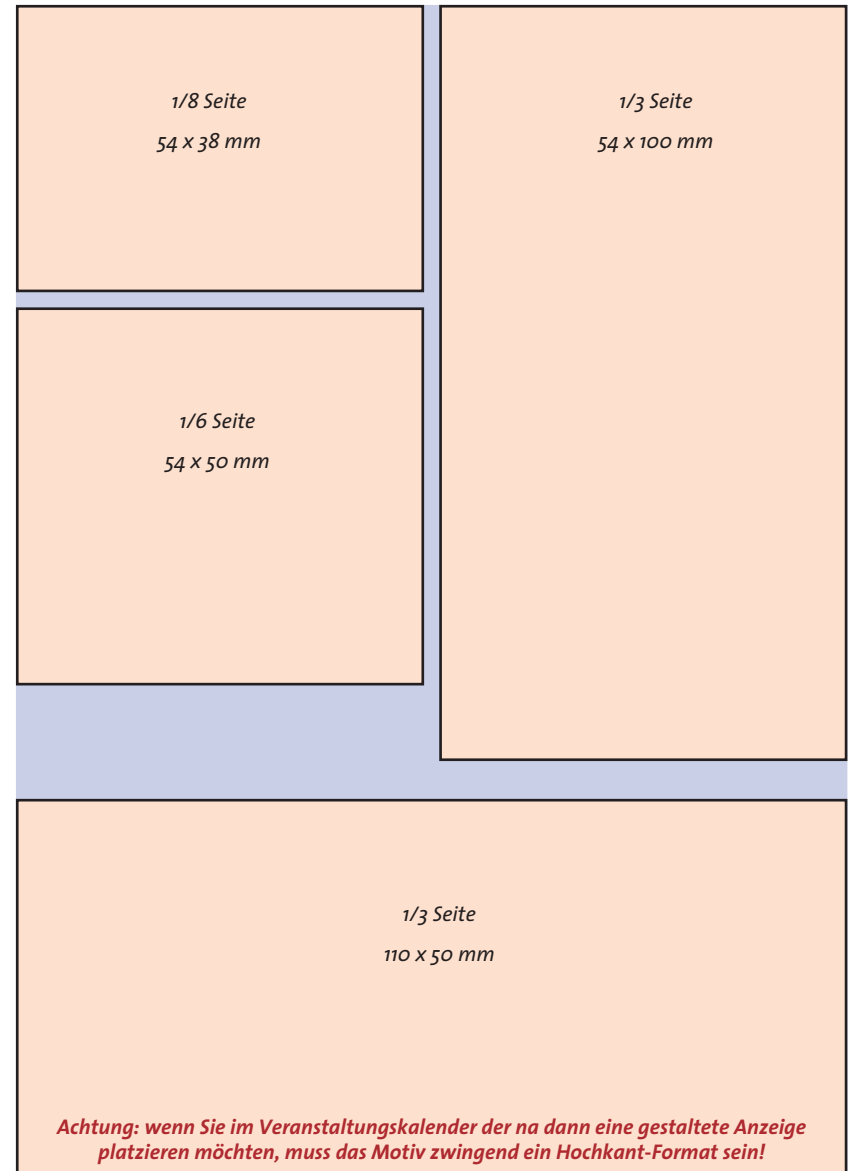 1/8 Seite
54 x 38 mm
1/3 Seite
54 x 100 mm
1/6 Seite
54 x 50 mm
1/3 Seite
110 x 50 mm
Achtung: wenn Sie im Veranstaltungskalender der na dann eine gestaltete Anzeige
platzieren möchten, muss das Motiv zwingend ein Hochkant-Format sein!